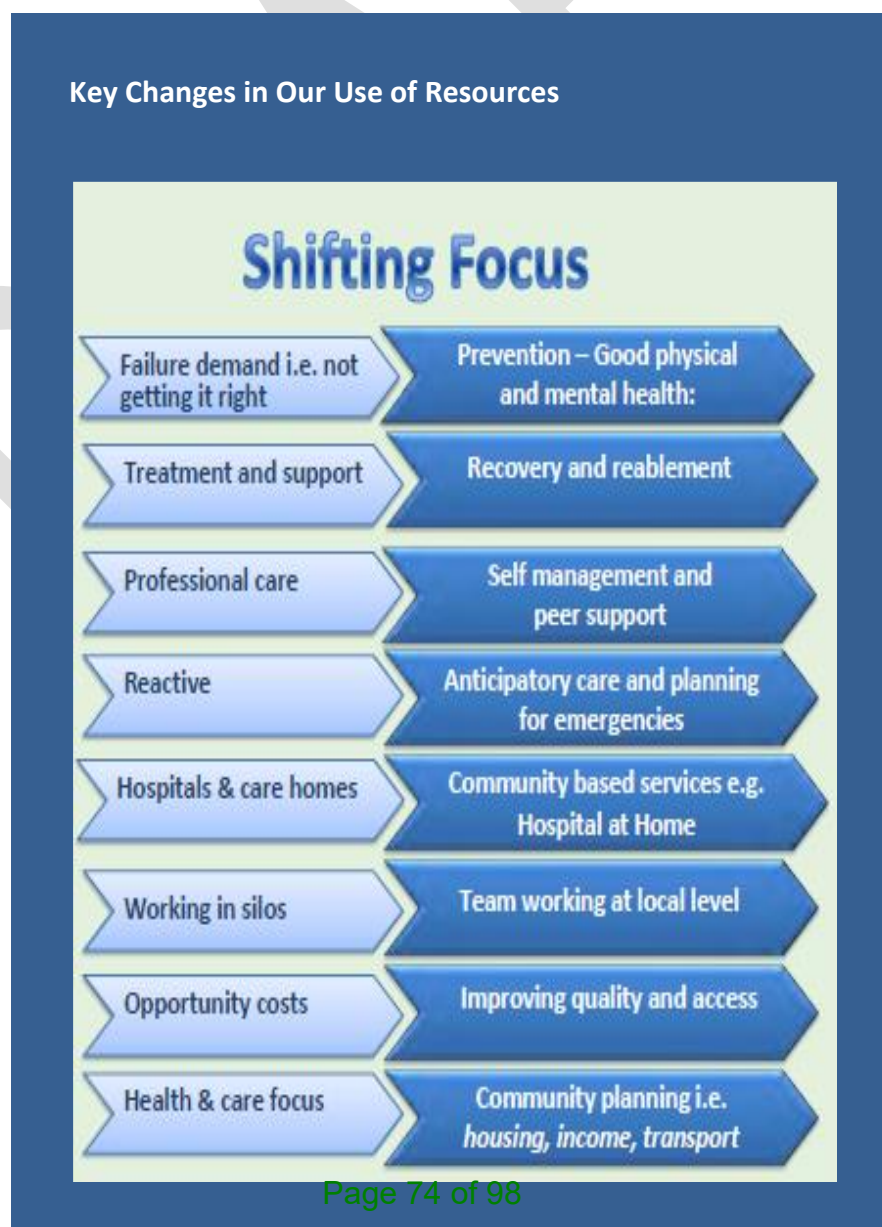 Key Changes in Our Use of Resources
Shifting Focus
Failure demand i.e. not
getting it right
Prevention – Good physical
and mental health:
Treatment and support
Recovery and reablement
Professional care
Self management and
peer support
Reactive
Anticipatory care and planning
for emergencies
Hospitals & care homes
Community based services e.g.
Hospital at Home
Working in silos
Team working at local level
Opportunity costs
Improving quality and access
Health & care focus
Community planning i.e.
housing, income, transport
Page 74 of 98